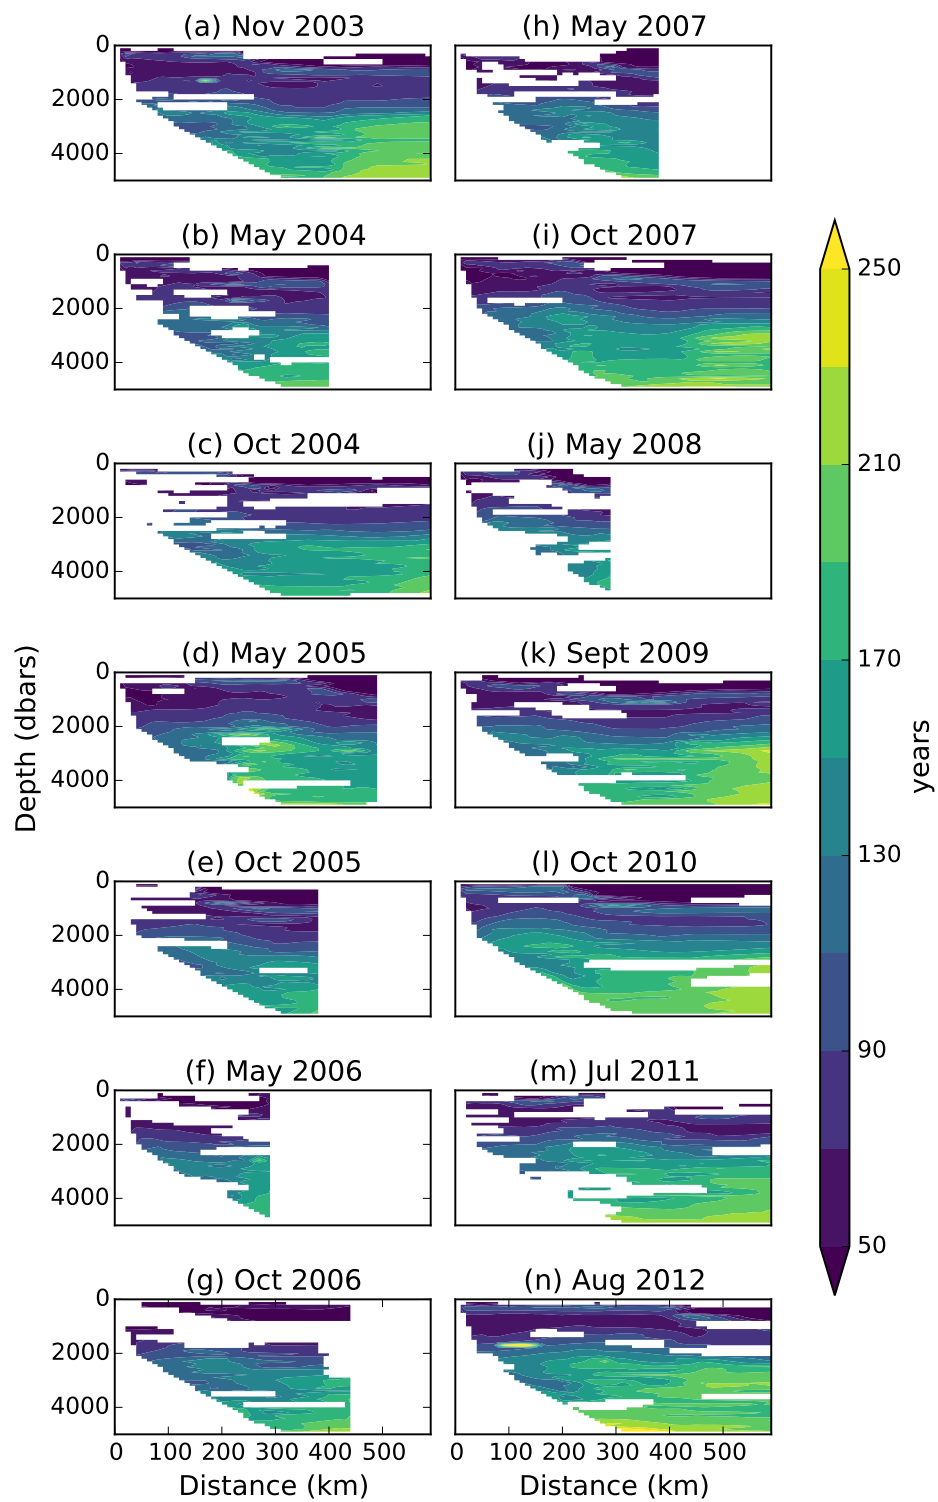 (a) Nov 2003
(h) May 2007
0
2000
4000
(b) May 2004
(i) Oct 2007
0
2000
4000
250
(c) Oct 2004
(j) May 2008
0
2000
4000
210
(d) May 2005
(k) Sept 2009
0
2000
4000
170
Depth (dbars)
years
(e) Oct 2005
(l) Oct 2010
0
2000
4000
130
(f) May 2006
(m) Jul 2011
0
2000
4000
90
50
(g) Oct 2006
(n) Aug 2012
0
2000
4000
0 100 200 300 400 500
0 100 200 300 400 500
Distance (km)
Distance (km)